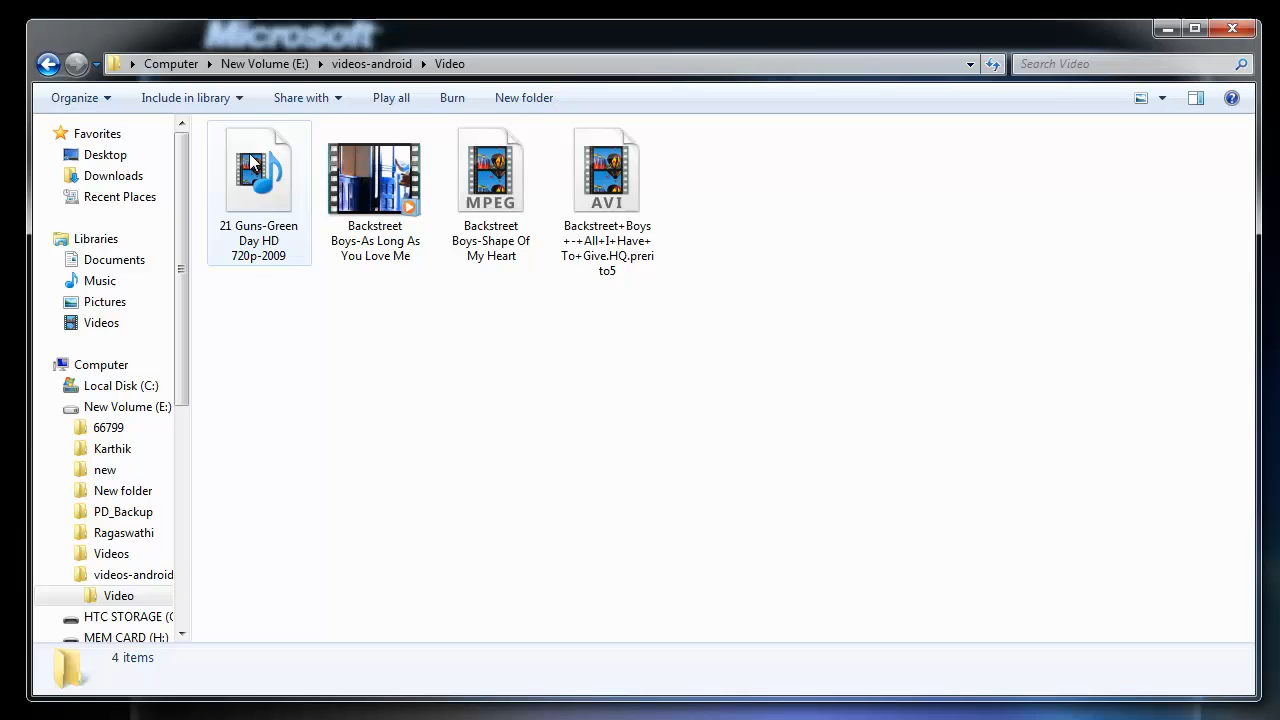 Microsoft
Computer New Volume (E:) videos-android Video
Search Video
Organize Include in library Share with Play all Burn New folder
Favorites
Desktop
Downloads
Recent Places
Libraries
Documents
Music
Pictures
Videos
Computer
Local Disk (C:)
New Volume (E:)
66799
Karthik
new
New folder
PD_Backup
Ragaswathi
Videos
videos-android
Video
HTC STORAGE (
MEM CARD (H:)
21 Guns-Green
Day HD
720p-2009
Backstreet
Boys-As Long As
You Love Me
MPEG
Backstreet
Boys-Shape Of
My Heart
AVI
Backstreet+Boys
+-+All+I+Have+
To+Give.HQ.preri
to5
4 items